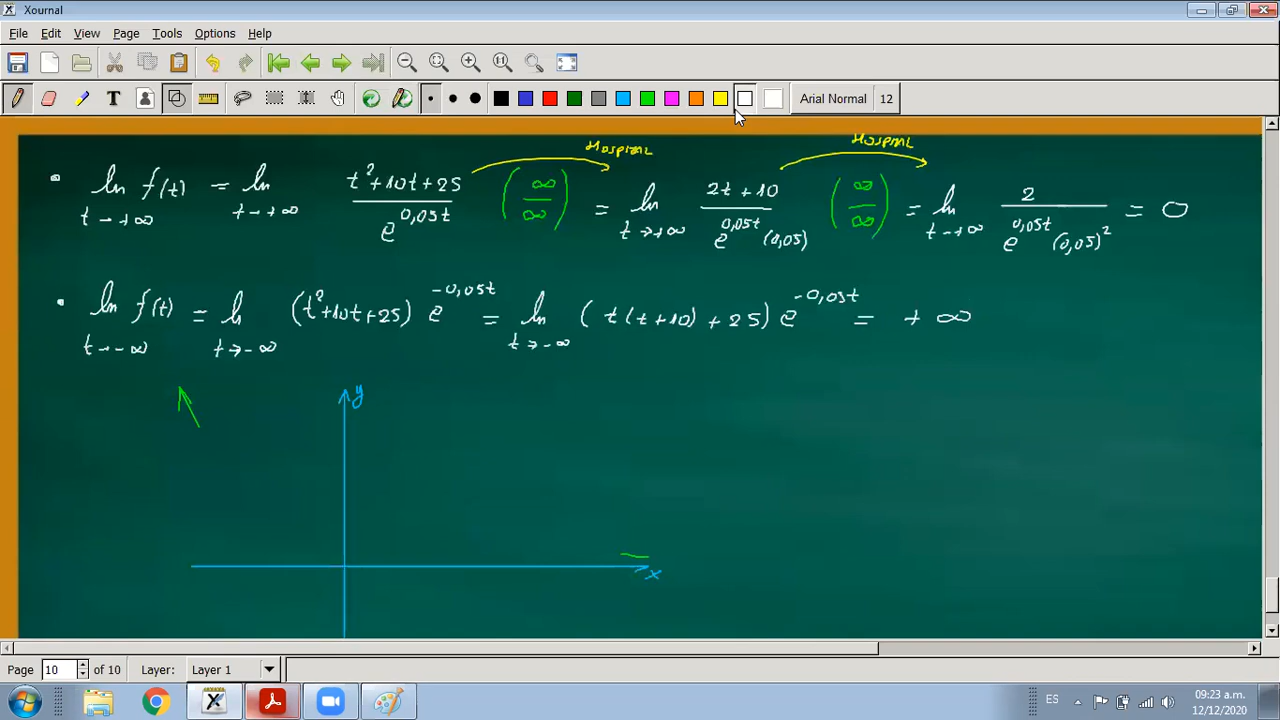 Xournal
File Edit View Page Tools Options Help
Arial Normal 12
Hospital Hospital
• lim f(t) = lim t²+10t+25 / e^0,05t (∞/∞) = lim 2t+10 / e^0,05t (0,05) (∞/∞) = lim 2 / e^0,05t (0,05)² = 0
t→+∞ t→+∞ t→+∞ t→+∞
• lim f(t) = lim (t²+10t+25) e^-0,05t = lim (t(t+10)+25) e^-0,05t = +∞
t→-∞ t→-∞ t→-∞
y
x
Page 10 of 10 Layer: Layer 1
ES 09:23 a.m.
12/12/2020